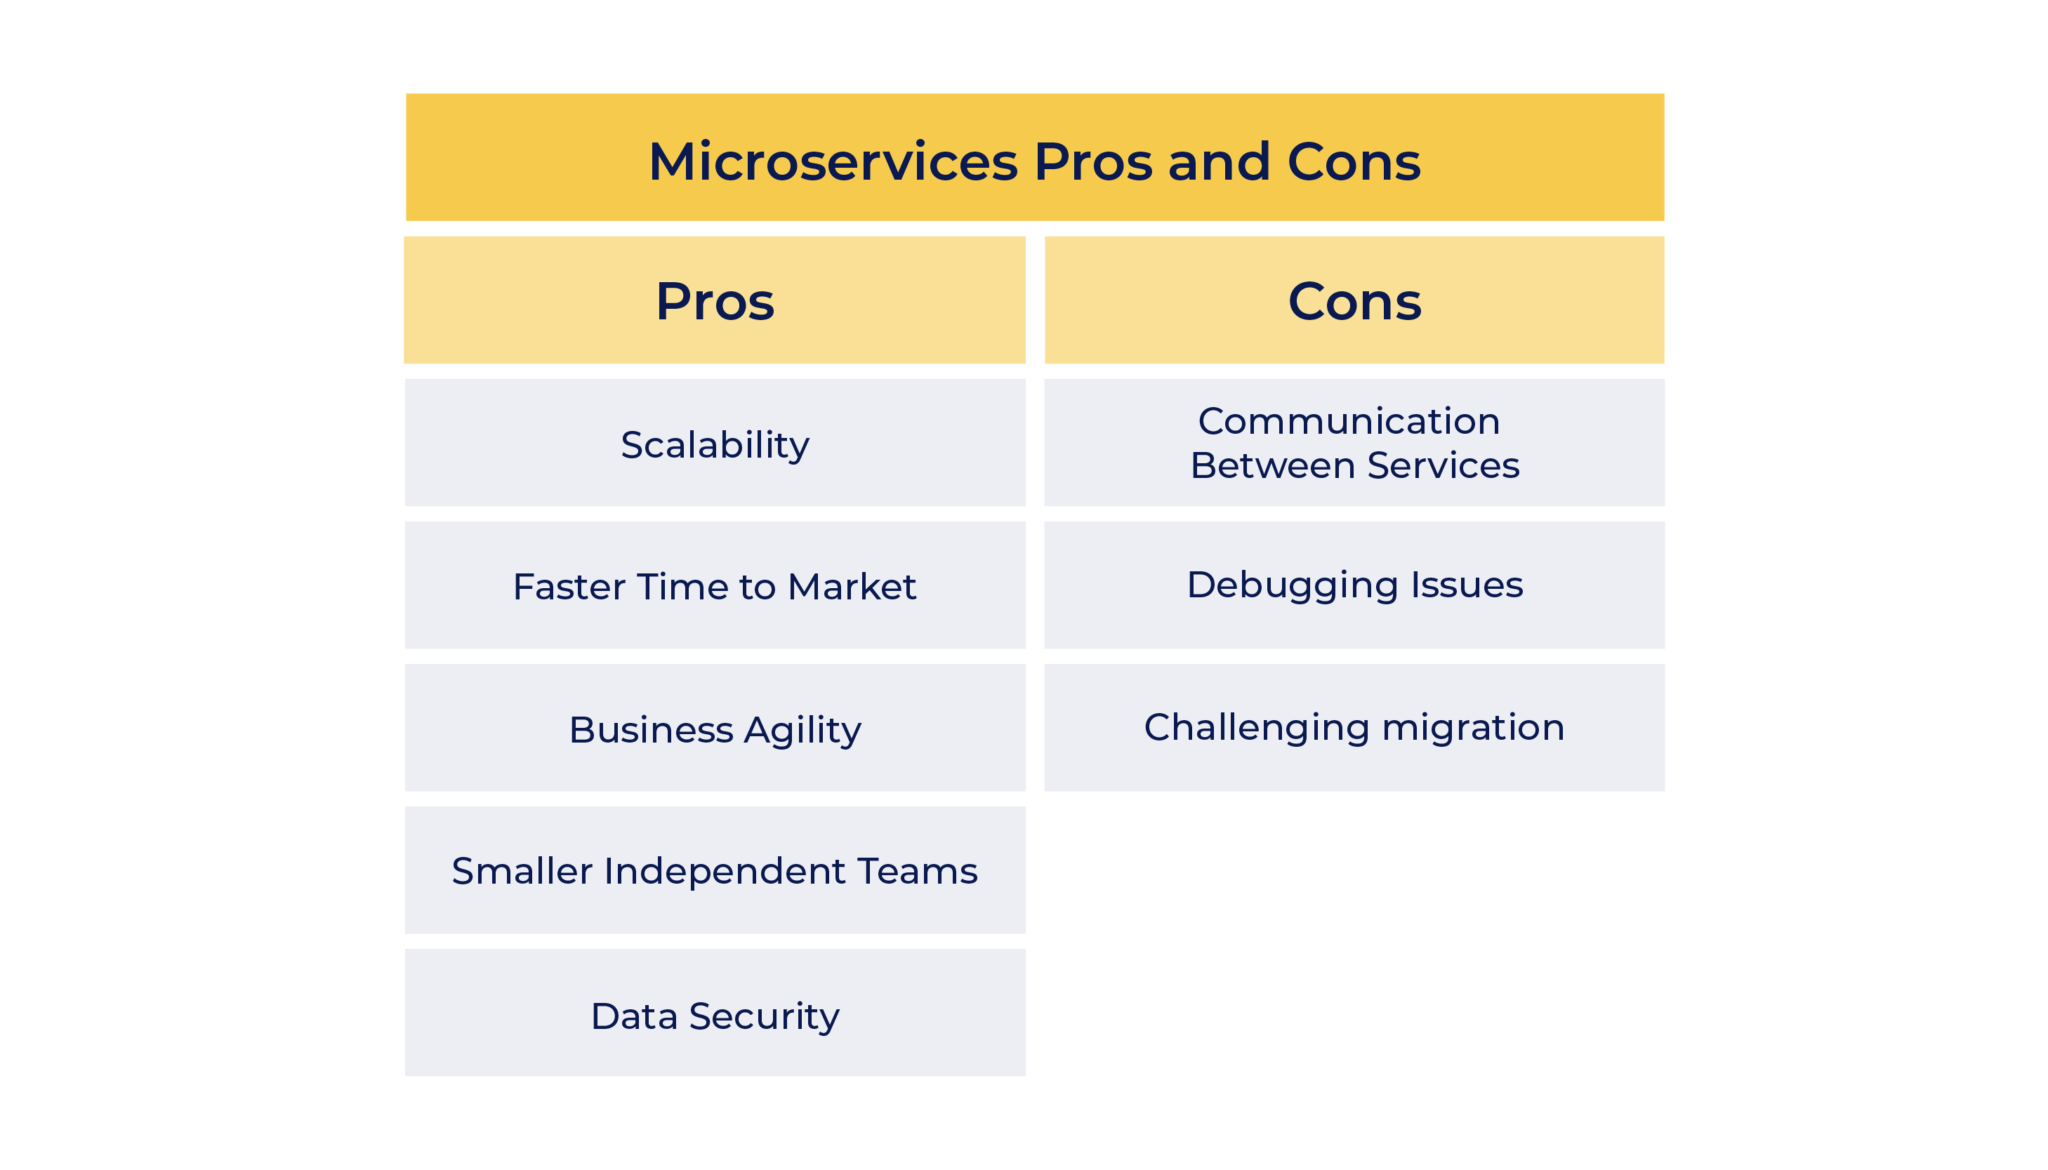 Microservices Pros and Cons
Pros
Cons
Scalability
Communication
Between Services
Faster Time to Market
Debugging Issues
Business Agility
Challenging migration
Smaller Independent Teams
Data Security